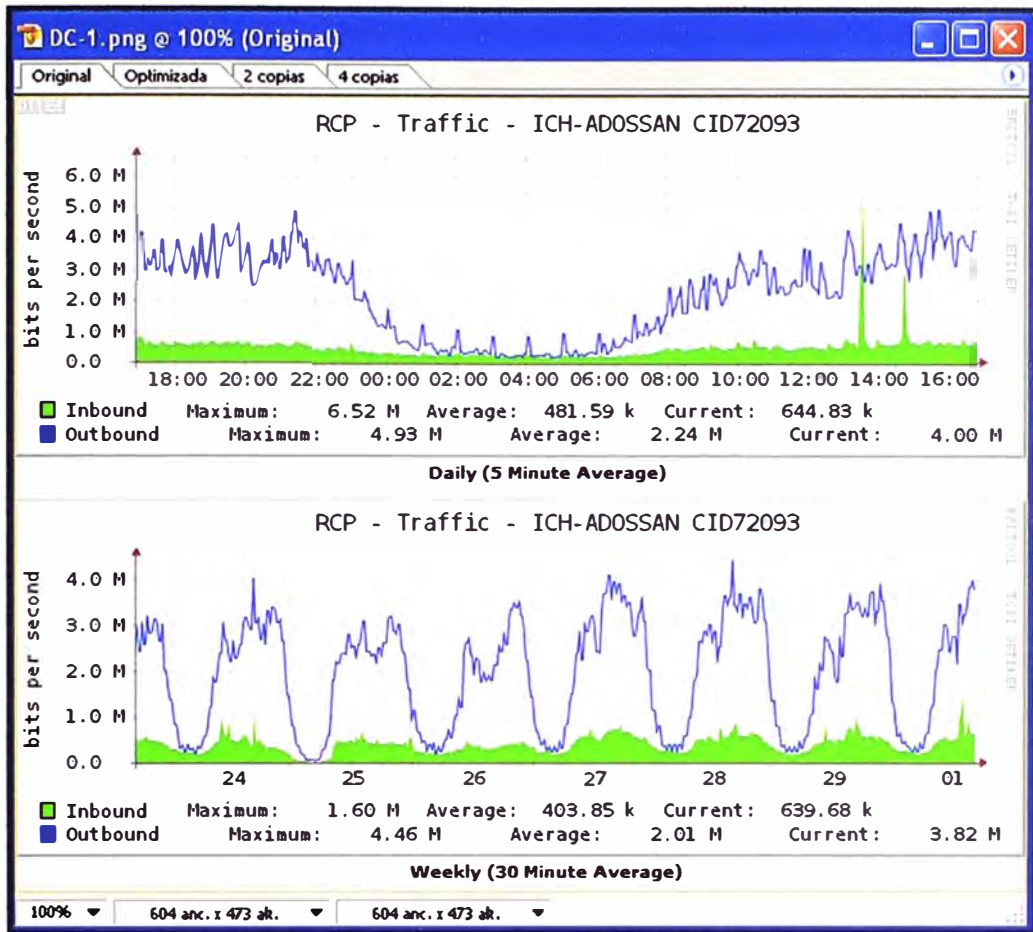 DC-1.png @ 100% (Original)
Original Optimizada 2 copias 4 copias
RCP - Traffic - ICH-ADOSSAN CID72093
bits per second
6.0 M
5.0 M
4.0 M
3.0 M
2.0 M
1.0 M
0.0
18:00 20:00 22:00 00:00 02:00 04:00 06:00 08:00 10:00 12:00 14:00 16:00
Inbound Maximum: 6.52 M Average: 481.59 k Current: 644.83 k
Outbound Maximum: 4.93 M Average: 2.24 M Current: 4.00 M
Daily (5 Minute Average)
RCP - Traffic - ICH-ADOSSAN CID72093
bits per second
4.0 M
3.0 M
2.0 M
1.0 M
0.0
24 25 26 27 28 29 01
Inbound Maximum: 1.60 M Average: 403.85 k Current: 639.68 k
Outbound Maximum: 4.46 M Average: 2.01 M Current: 3.82 M
Weekly (30 Minute Average)
100% 604 anc. x 473 alt. 604 anc. x 473 alt.